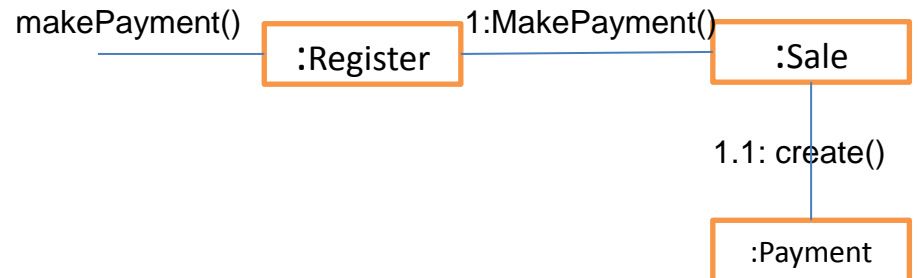 makePayment()
:Register
1:MakePayment()
:Sale
1.1: create()
:Payment